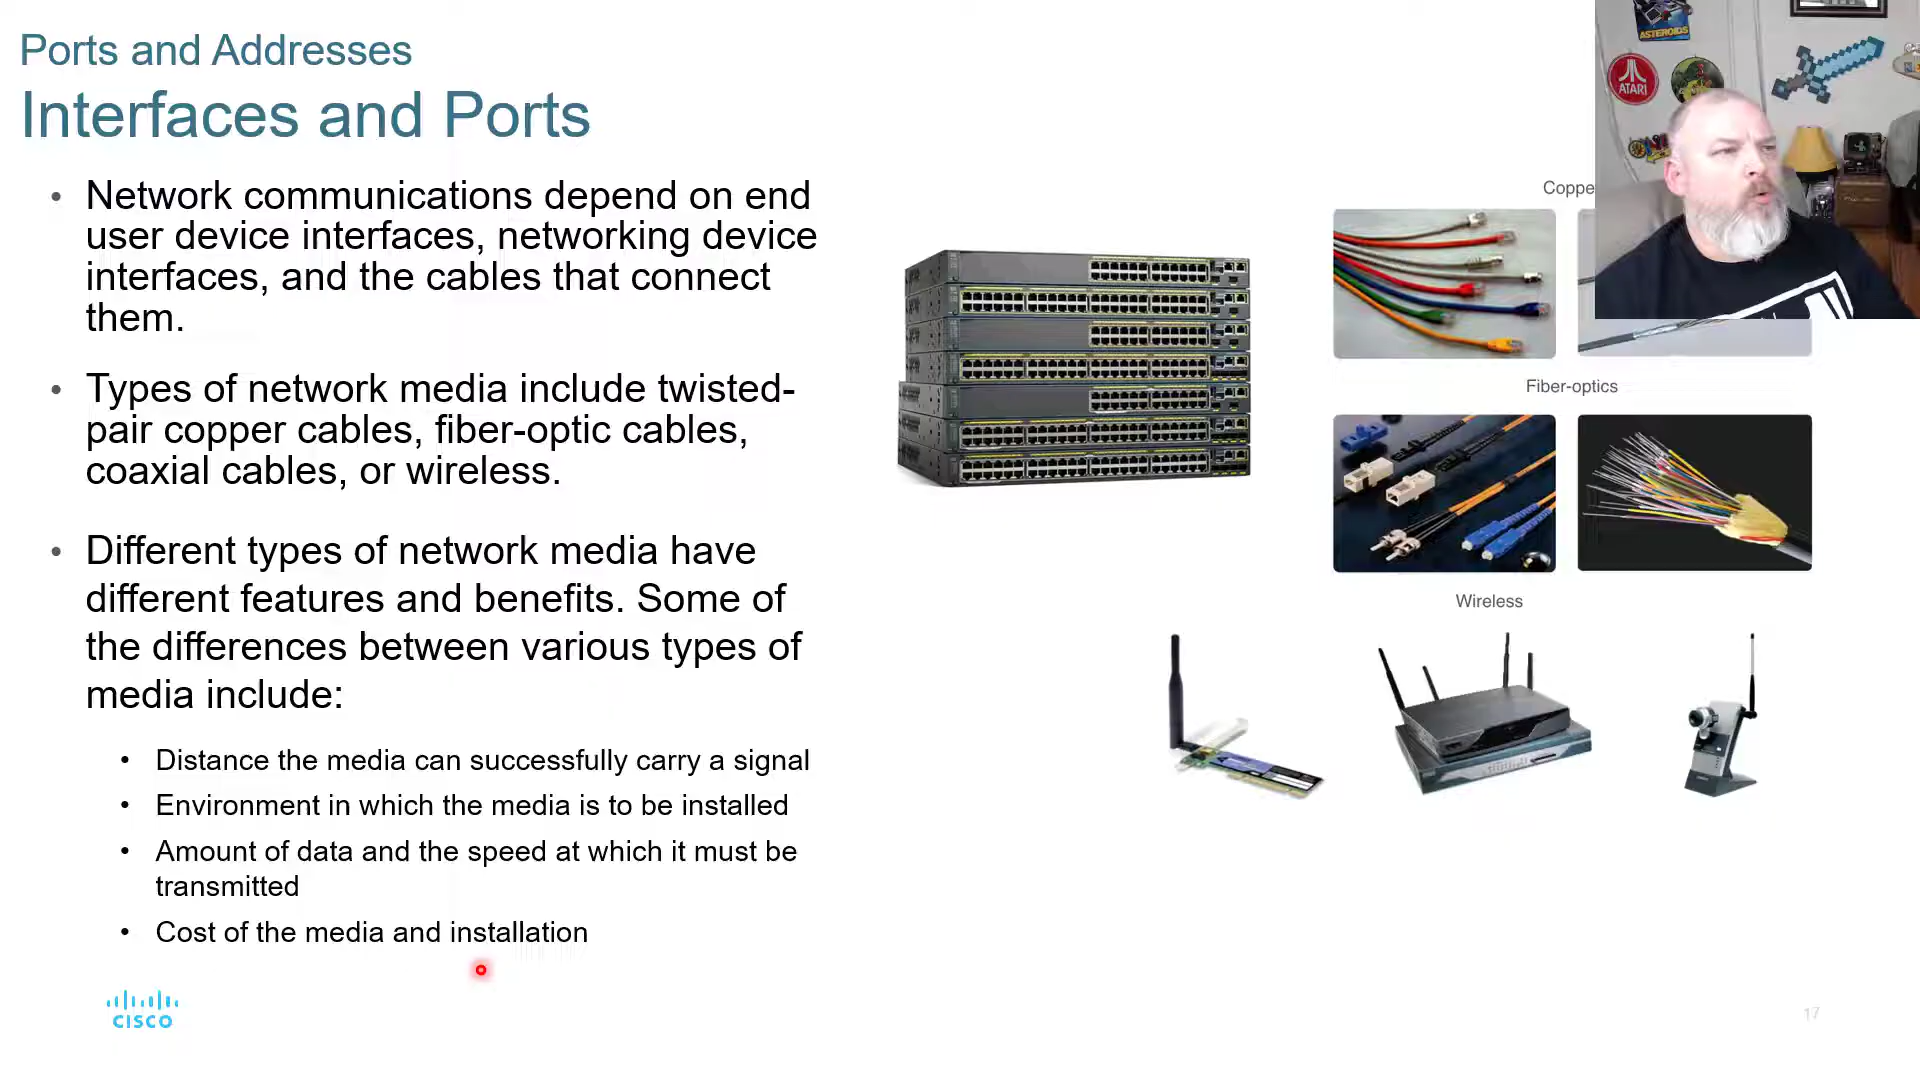 Ports and Addresses
Interfaces and Ports
• Network communications depend on end
user device interfaces, networking device
interfaces, and the cables that connect
them.
• Types of network media include twisted-
pair copper cables, fiber-optic cables,
coaxial cables, or wireless.
• Different types of network media have
different features and benefits. Some of
the differences between various types of
media include:
• Distance the media can successfully carry a signal
• Environment in which the media is to be installed
• Amount of data and the speed at which it must be
transmitted
• Cost of the media and installation
CISCO
Coppe
Fiber-optics
Wireless
ASTEROIDS
ATARI
17